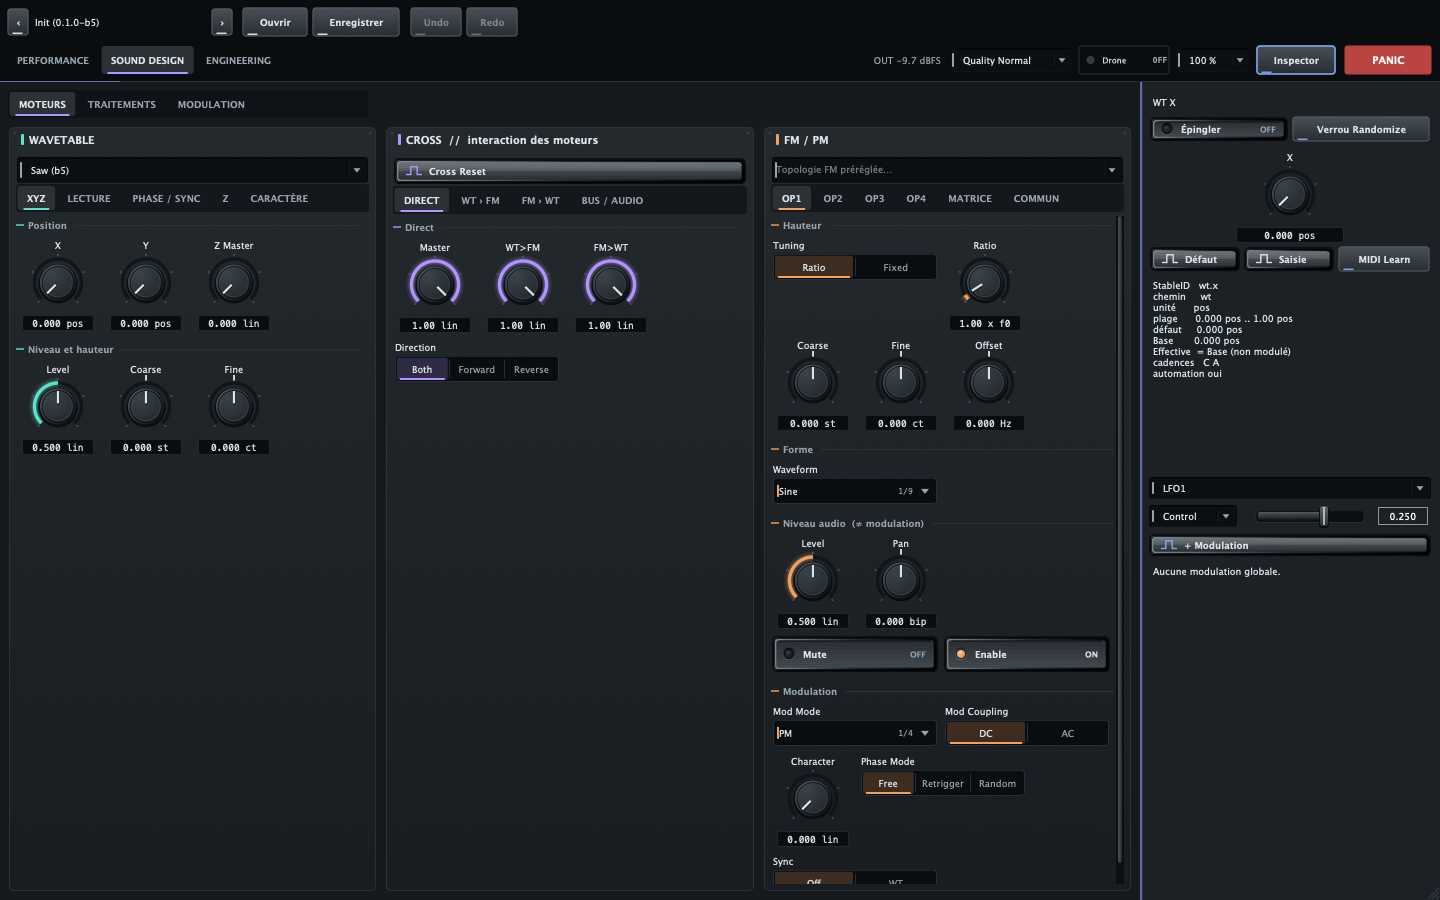 ‹ Init (0.1.0-b5) › Ouvrir Enregistrer Undo Redo
PERFORMANCE SOUND DESIGN ENGINEERING OUT -9.7 dBFS Quality Normal Drone OFF 100 % Inspector PANIC
MOTEURS TRAITEMENTS MODULATION
WAVETABLE
Saw (b5)
XYZ LECTURE PHASE / SYNC Z CARACTÈRE
Position
X Y Z Master
0.000 pos 0.000 pos 0.000 lin
Niveau et hauteur
Level Coarse Fine
0.500 lin 0.000 st 0.000 ct
CROSS // interaction des moteurs
Cross Reset
DIRECT WT › FM FM › WT BUS / AUDIO
Direct
Master WT>FM FM>WT
1.00 lin 1.00 lin 1.00 lin
Direction
Both Forward Reverse
FM / PM
Topologie FM préréglée...
OP1 OP2 OP3 OP4 MATRICE COMMUN
Hauteur
Tuning Ratio
Ratio Fixed
1.00 x f0
Coarse Fine Offset
0.000 st 0.000 ct 0.000 Hz
Forme
Waveform
Sine 1/9
Niveau audio (≠ modulation)
Level Pan
0.500 lin 0.000 bip
Mute OFF Enable ON
Modulation
Mod Mode Mod Coupling
PM 1/4 DC AC
Character Phase Mode
Free Retrigger Random
0.000 lin
Sync
Off WT
WT X
Épingler OFF Verrou Randomize
X
0.000 pos
Défaut Saisie MIDI Learn
StableID wt.x
chemin wt
unité pos
plage 0.000 pos .. 1.00 pos
défaut 0.000 pos
Base 0.000 pos
Effective = Base (non modulé)
cadences C A
automation oui
LFO1
Control 0.250
+ Modulation
Aucune modulation globale.